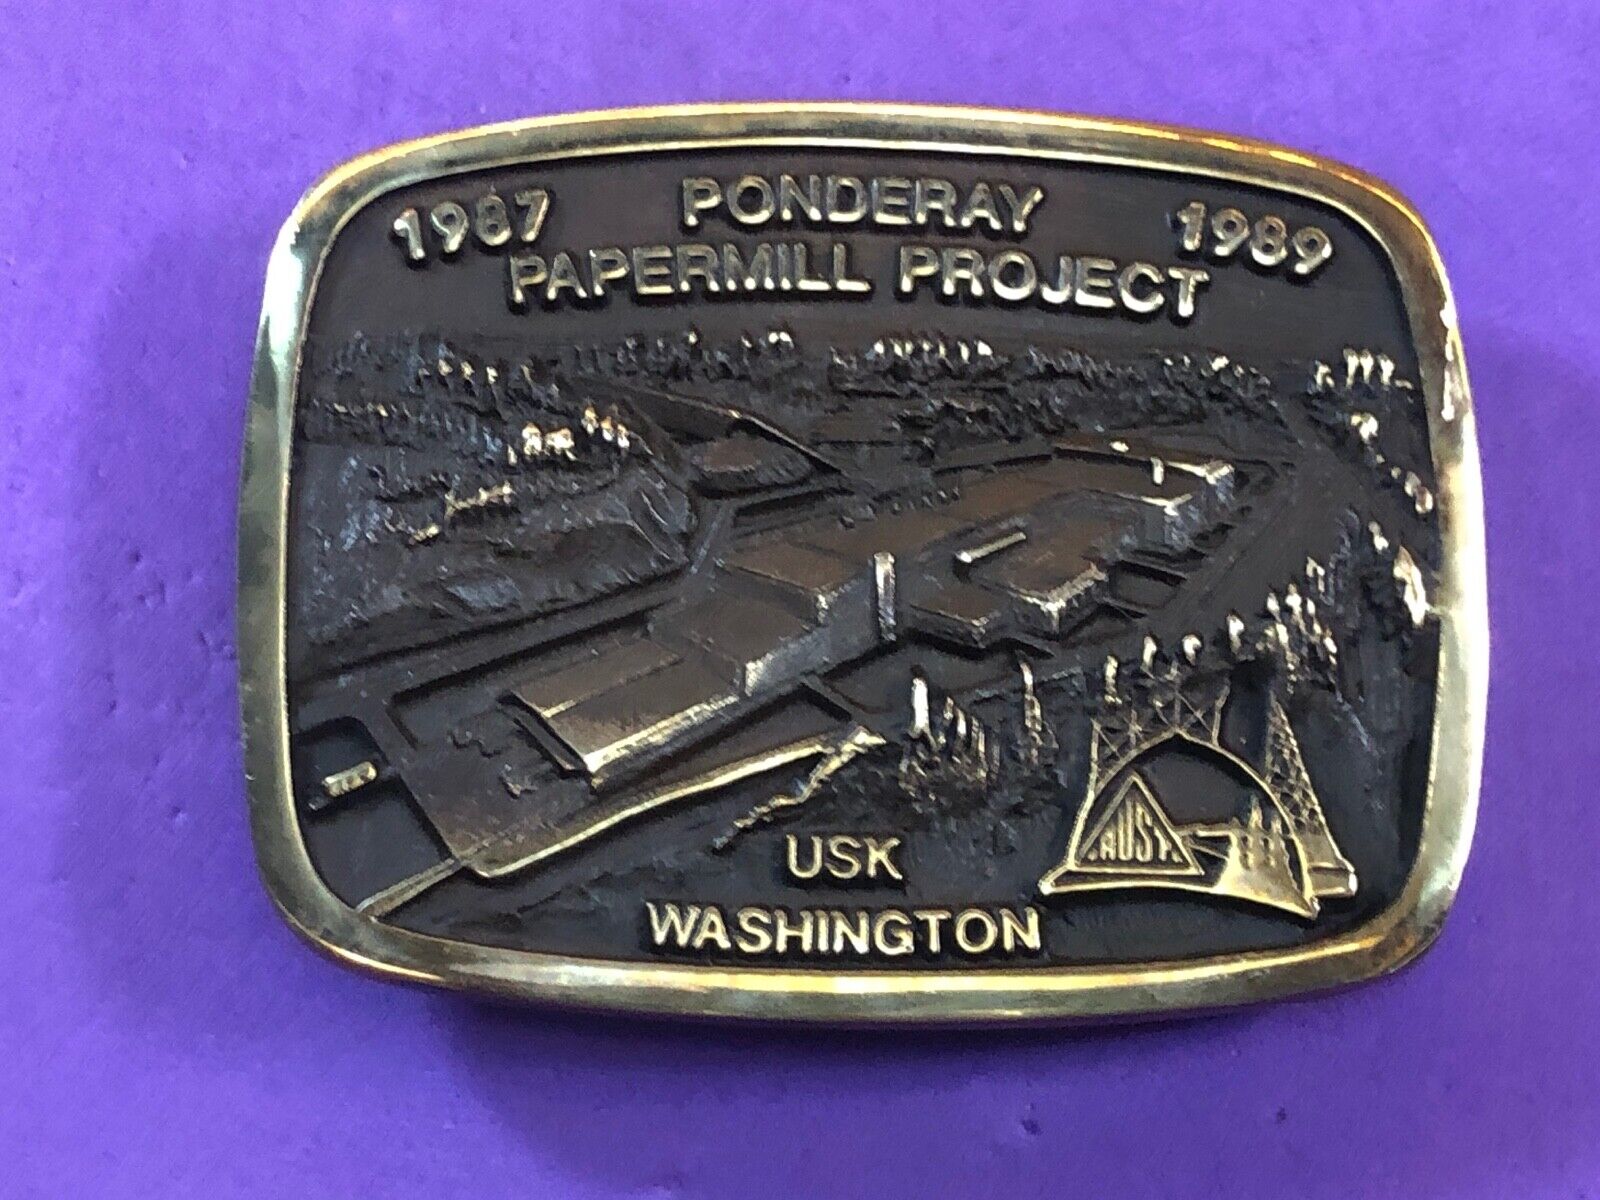 1987 PONDERAY 1989
PAPERMILL PROJECT
USK
WASHINGTON